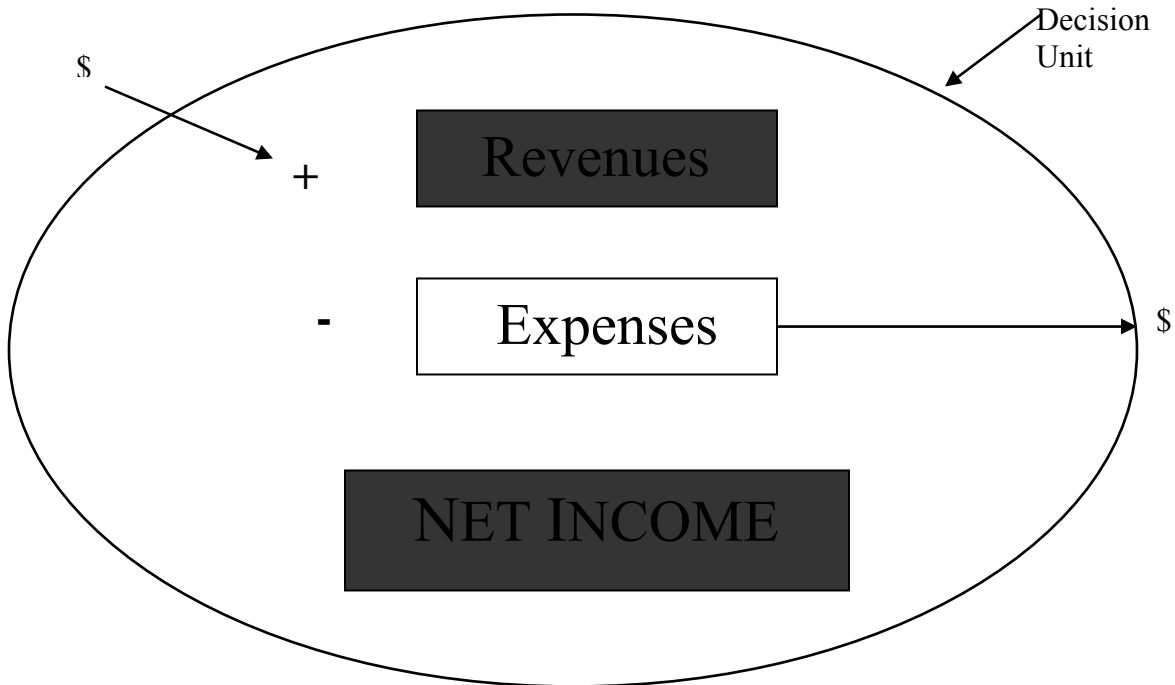 Decision
Unit
$
Revenues
+
-
Expenses
$
NET INCOME